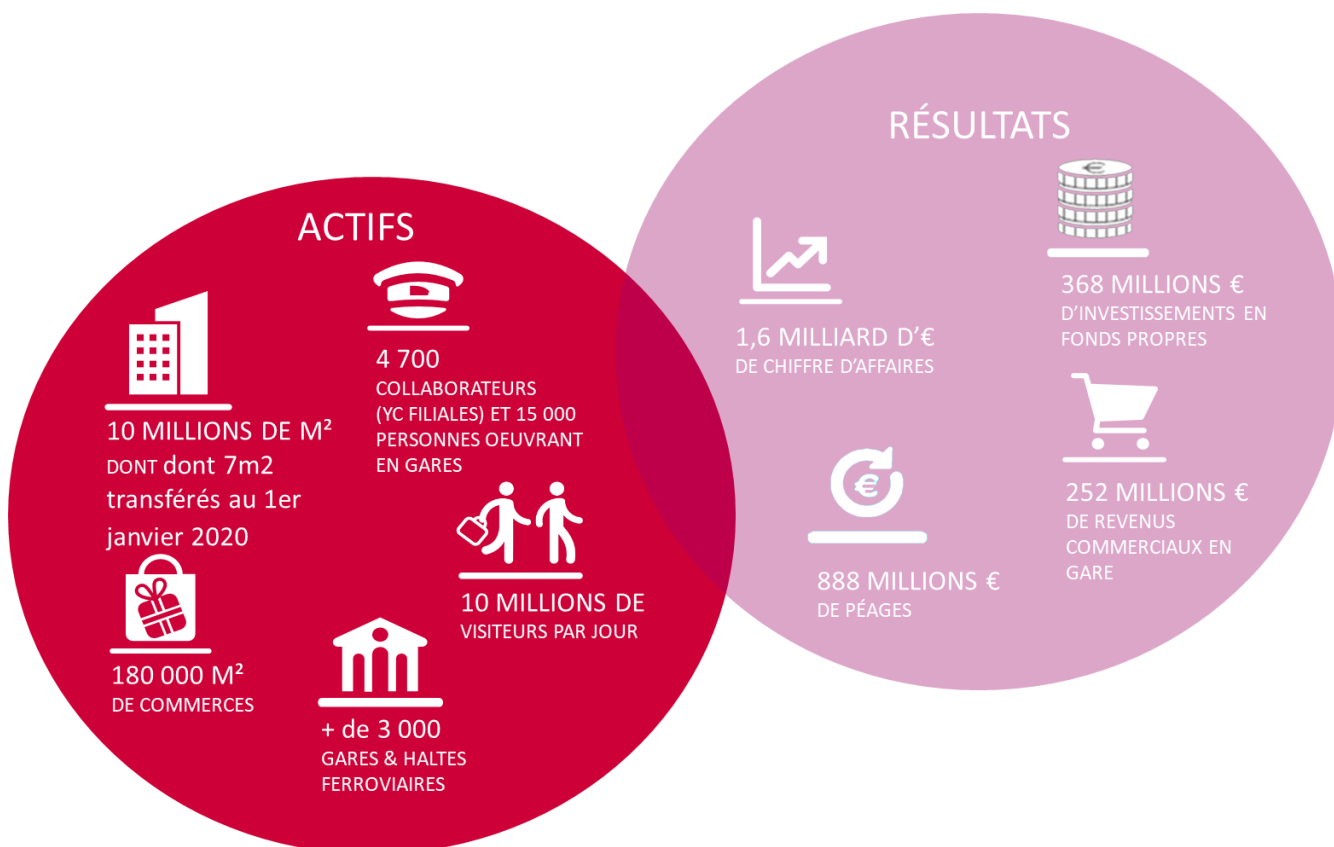 ACTIFS
10 MILLIONS DE M²
DONT dont 7m2
transférés au 1er
janvier 2020
4 700
COLLABORATEURS
(YC FILIALES) ET 15 000
PERSONNES OEUVRANT
EN GARES
10 MILLIONS DE
VISITEURS PAR JOUR
180 000 M²
DE COMMERCES
+ de 3 000
GARES & HALTES
FERROVIAIRES
RÉSULTATS
1,6 MILLIARD D’€
DE CHIFFRE D’AFFAIRES
€
368 MILLIONS €
D’INVESTISSEMENTS EN
FONDS PROPRES
€
888 MILLIONS €
DE PÉAGES
252 MILLIONS €
DE REVENUS
COMMERCIAUX EN
GARE